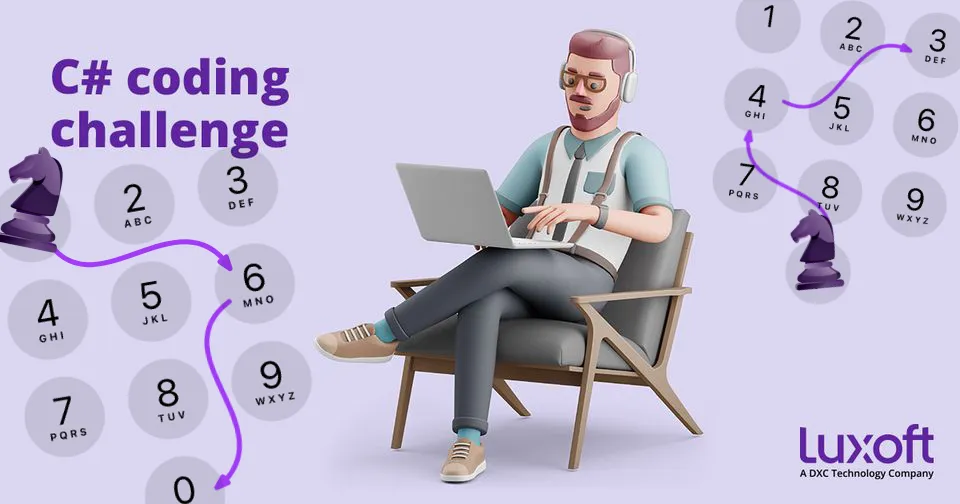 C# coding
challenge
2
ABC
3
DEF
6
MNO
5
JKL
4
GHI
9
WXYZ
8
TUV
7
PQRS
0
1
2
ABC
3
DEF
4
GHI
5
JKL
6
MNO
7
PQRS
8
TUV
9
WXYZ
Luxoft
A DXC Technology Company